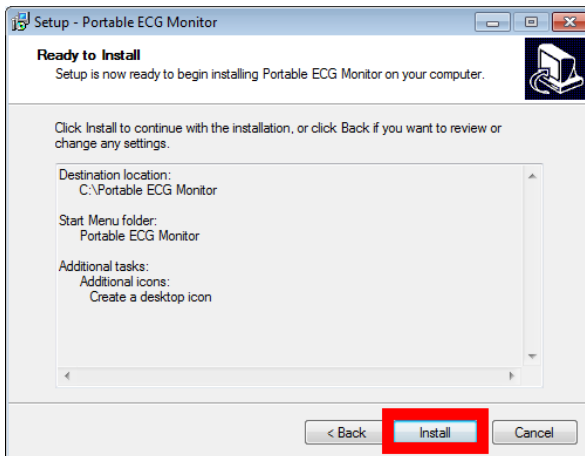 Setup - Portable ECG Monitor
Ready to Install
Setup is now ready to begin installing Portable ECG Monitor on your computer.
Click Install to continue with the installation, or click Back if you want to review or
change any settings.
Destination location:
C:\Portable ECG Monitor
Start Menu folder:
Portable ECG Monitor
Additional tasks:
Additional icons:
Create a desktop icon
< Back
Install
Cancel